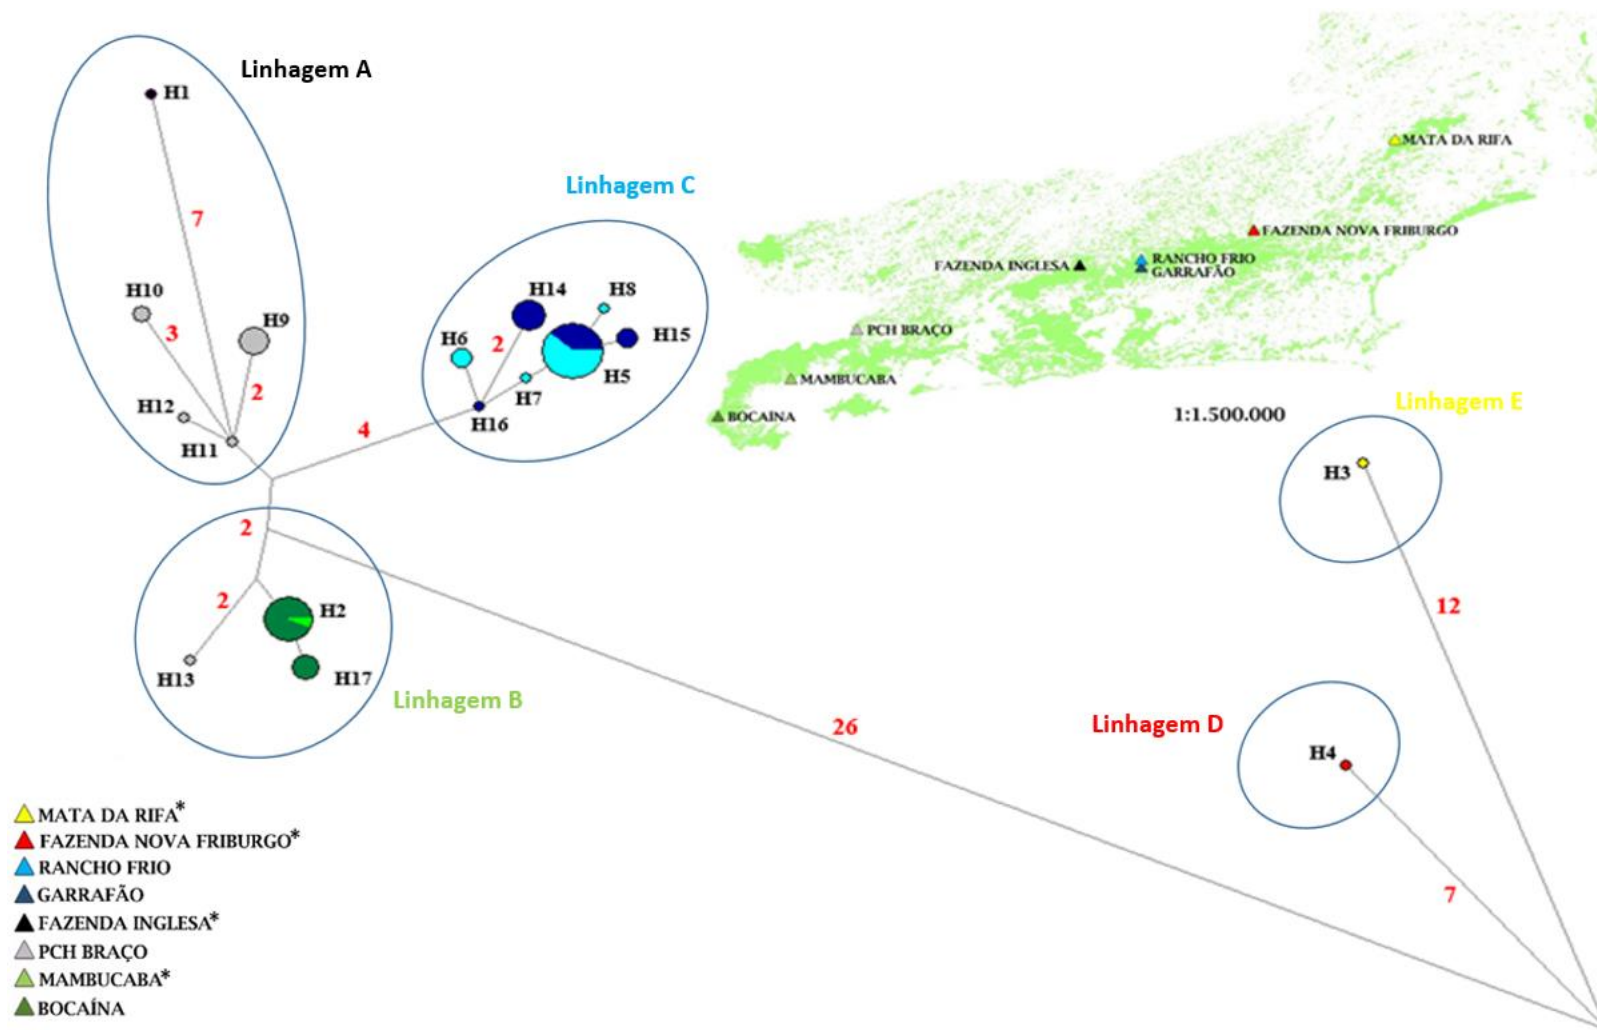 Linhagem A
H1
7
H10
3
H9
2
H12
H11
Linhagem C
H14
H8
H6
2
H15
H5
H7
H16
4
MATA DA RIFA
FAZENDA NOVA FRIBURGO
FAZENDA INGLESA
RANCHO FRIO
GARRAFÃO
PCH BRAÇO
MAMBUCABA
BOCAÍNA
1:1.500.000
Linhagem E
H3
12
2
2
H2
H13
H17
Linhagem B
26
Linhagem D
H4
7
MATA DA RIFA*
FAZENDA NOVA FRIBURGO*
RANCHO FRIO
GARRAFÃO
FAZENDA INGLESA*
PCH BRAÇO
MAMBUCABA*
BOCAÍNA